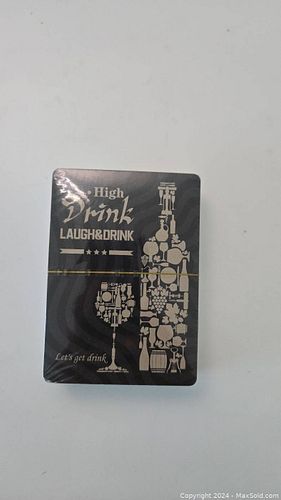 High
Drink
LAUGH&DRINK
Let's get drink
Copyright © 2024 - MaxSold.com